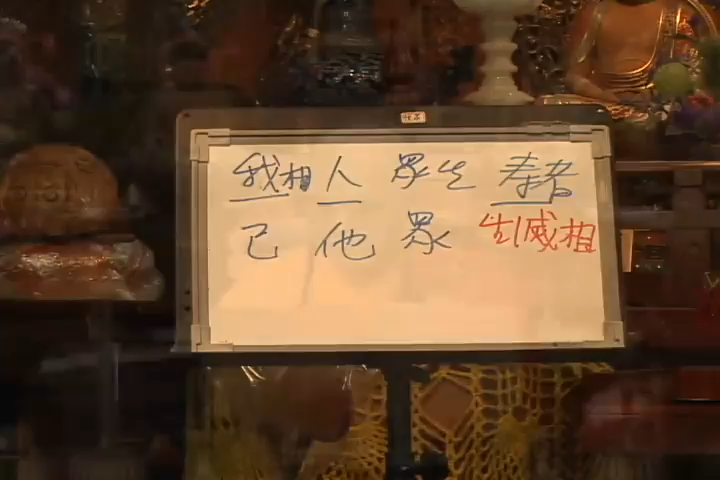 我相人 眾生 壽者
己 他 眾 生滅相